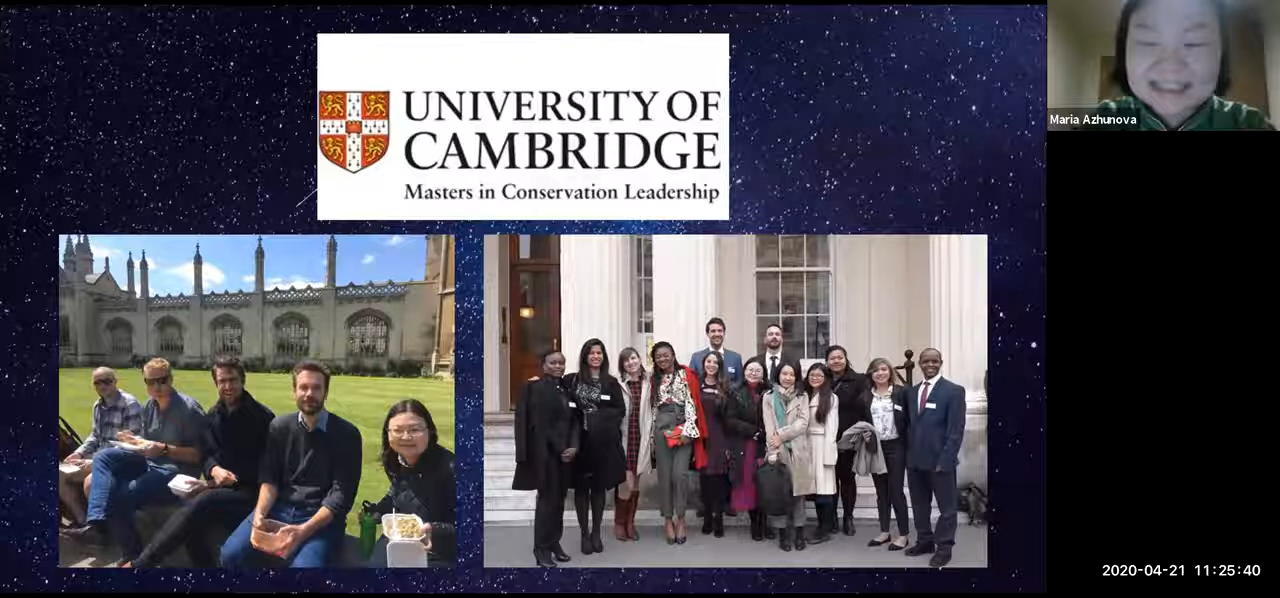 UNIVERSITY OF
CAMBRIDGE
Masters in Conservation Leadership
Maria Azhunova
2020-04-21 11:25:40